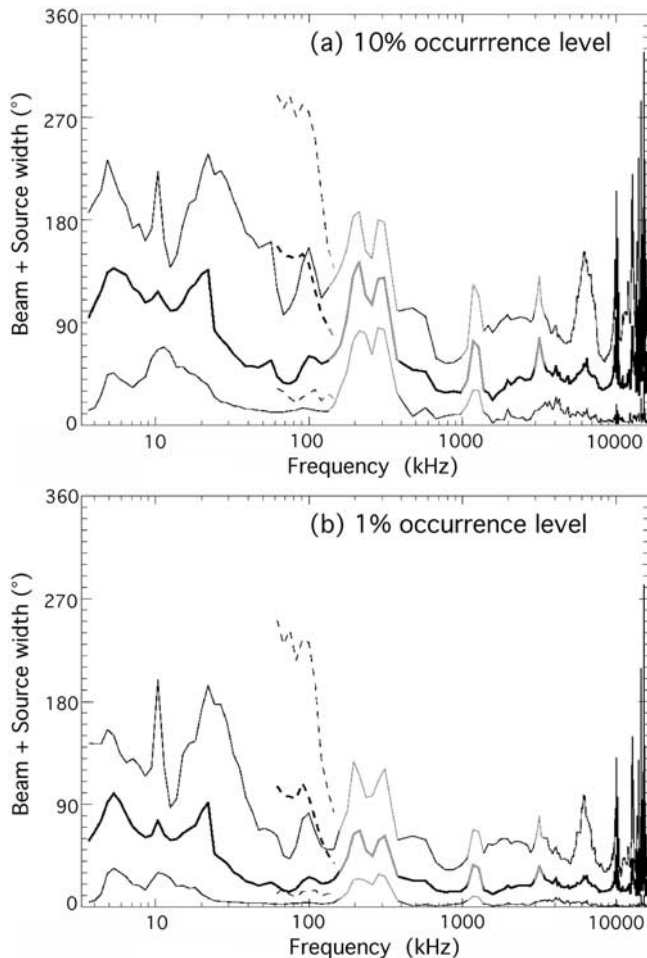 360
(a) 10% occurrrence level
270
180
90
0
Beam + Source width (°)
10 100 1000 10000
Frequency (kHz)
360
(b) 1% occurrence level
270
180
90
0
Beam + Source width (°)
10 100 1000 10000
Frequency (kHz)